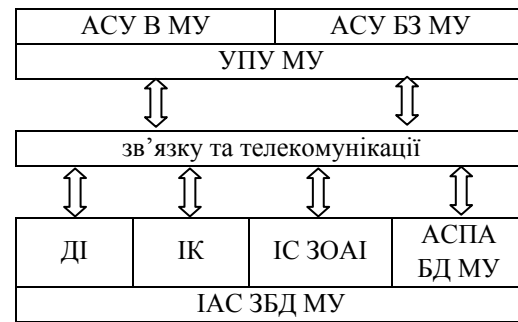 АСУ В МУ
АСУ БЗ МУ
УПУ МУ
зв’язку та телекомунікації
ДІ
ІК
ІС ЗОАІ
АСПА
БД МУ
ІАС ЗБД МУ